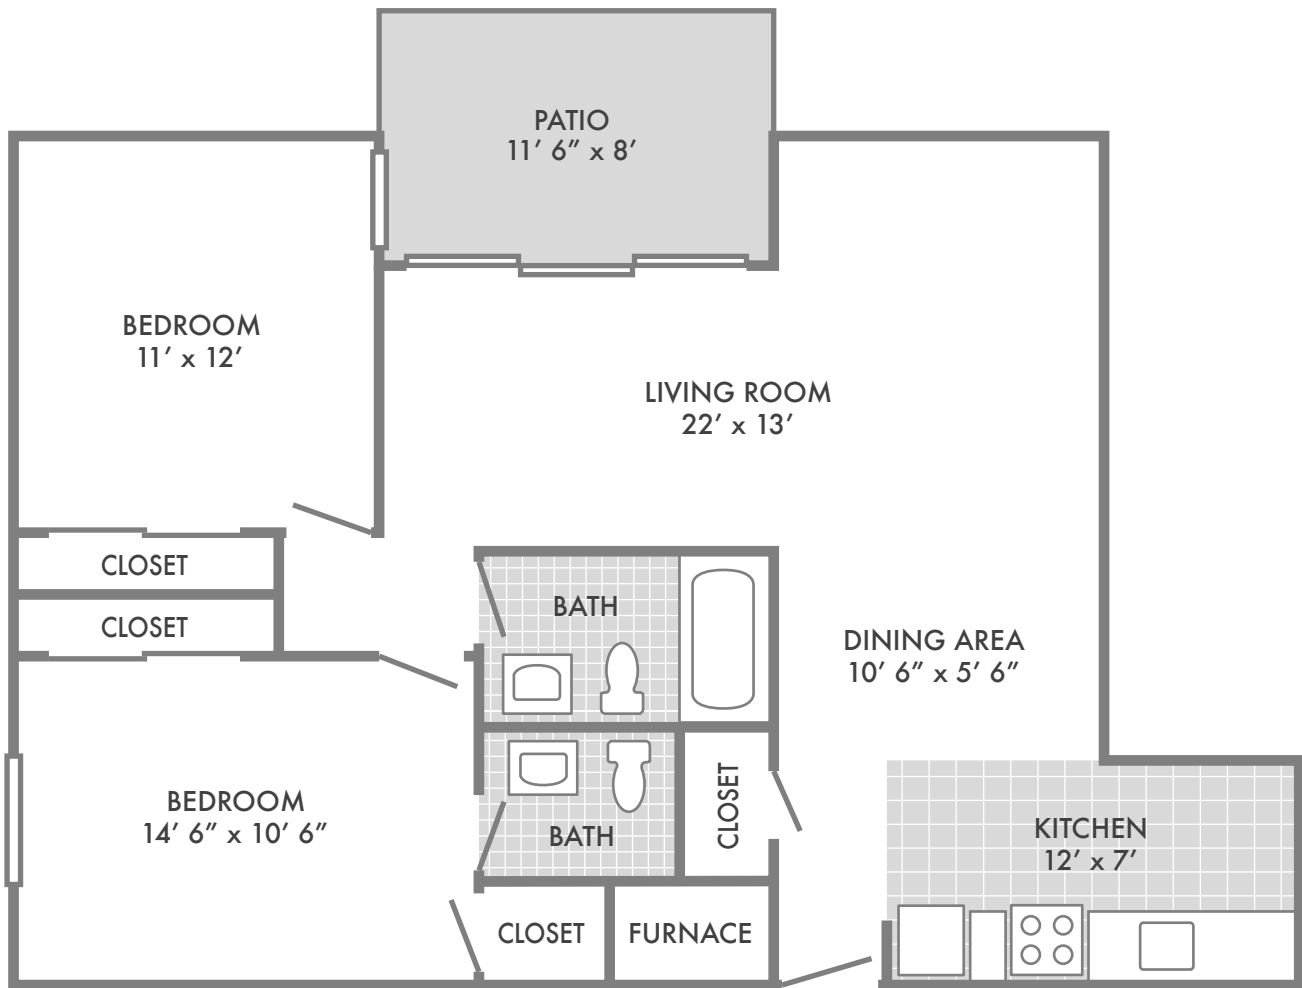 PATIO
11’ 6” x 8’
BEDROOM
11’ x 12’
LIVING ROOM
22’ x 13’
CLOSET
CLOSET
BATH
DINING AREA
10’ 6” x 5’ 6”
BEDROOM
14’ 6” x 10’ 6”
BATH
CLOSET
KITCHEN
12’ x 7’
CLOSET
FURNACE